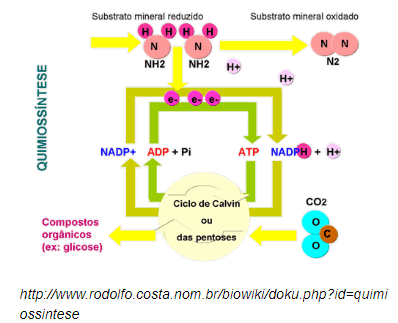 Substrato mineral reduzido
Substrato mineral oxidado
H H H H
N N
NH2 NH2
N N
N2
H+
H+
e- e- e-
QUIMIOSSÍNTESE
NADP+ ADP + Pi ATP NADPH + H+
Ciclo de Calvin
ou
das pentoses
CO2
O
C
O
Compostos
orgânicos
(ex: glicose)
http://www.rodolfo.costa.nom.br/biowiki/doku.php?id=quimi
ossintese